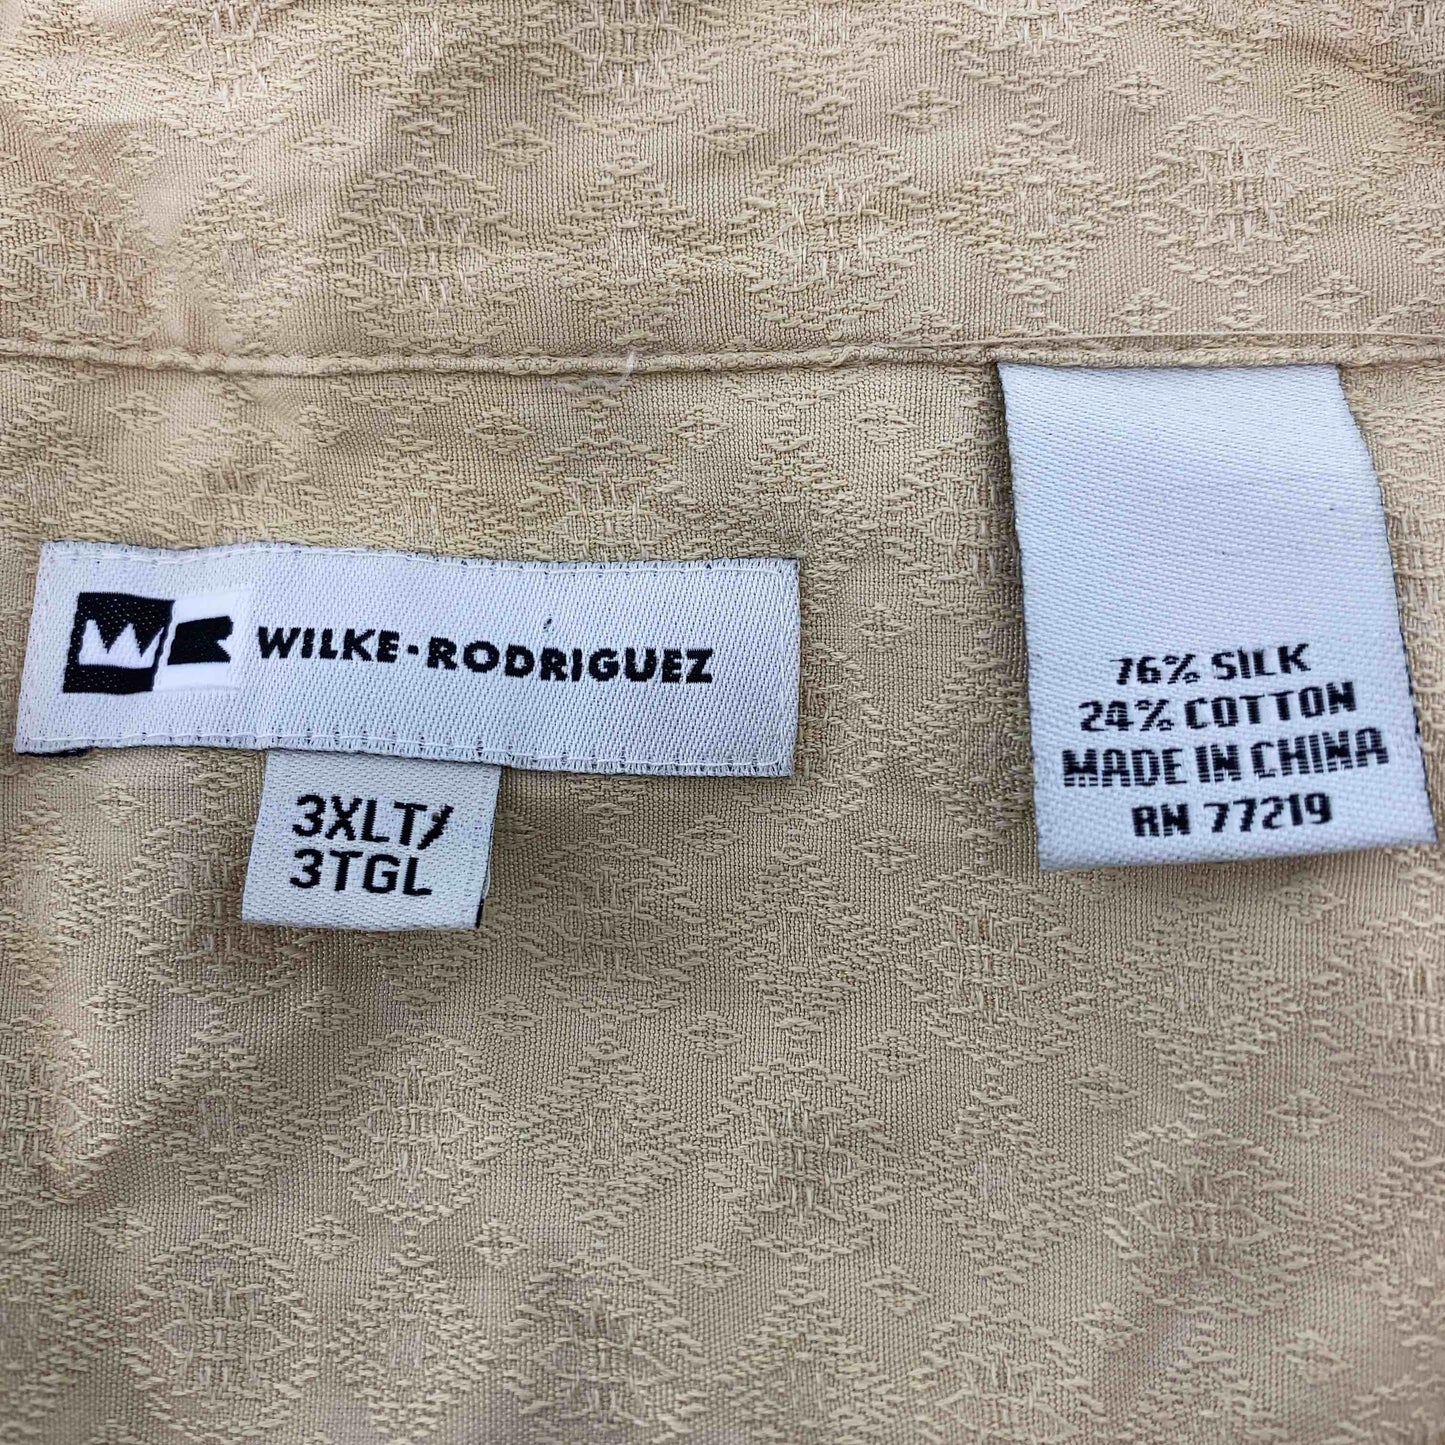 WILKE·RODRIGUEZ
3XLT/
3TGL
76% SILK
24% COTTON
MADE IN CHINA
RN 77219